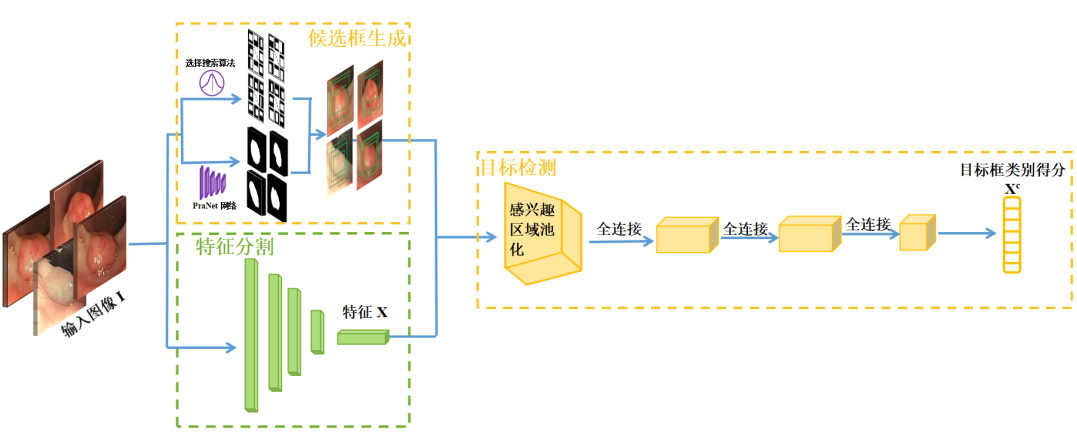 候选框生成
选择搜索算法
PraNet 网络
输入图像 I
特征分割
特征 X
目标检测
感兴趣
区域池
化
全连接
全连接
全连接
目标框类别得分
Xᶜ